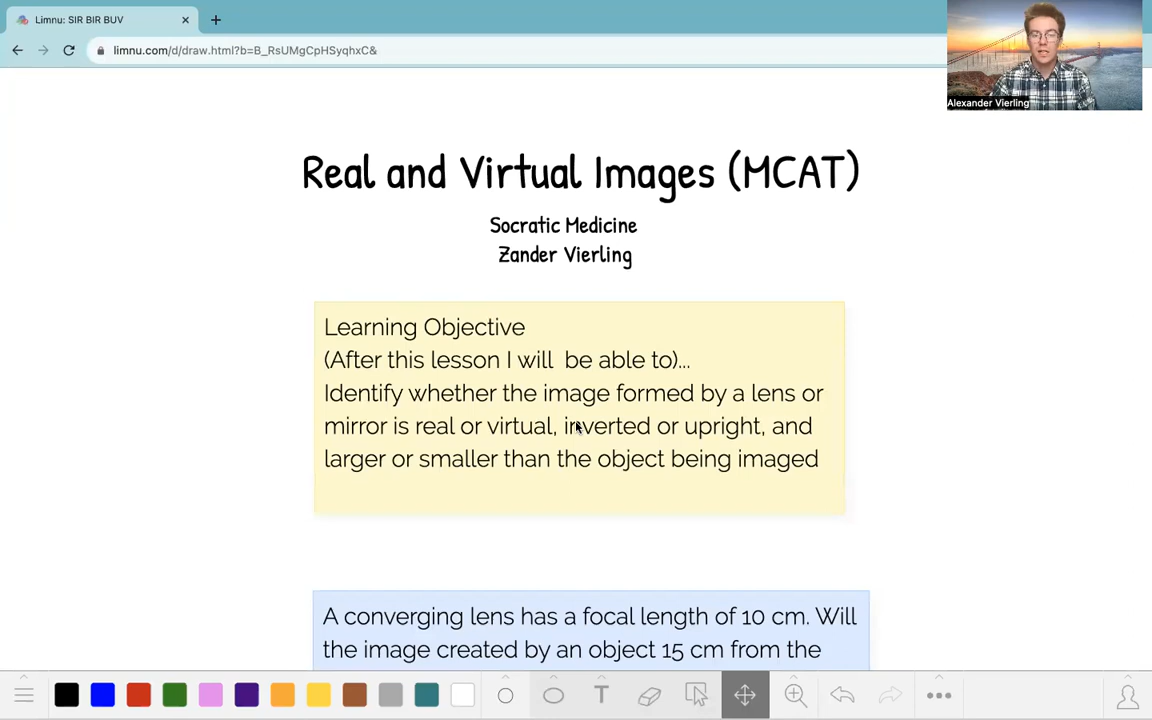 Limnu: SIR BIR BUV
limnu.com/d/draw.html?b=B_RsUMgCpHSyqhxC&
Alexander Vierling
Real and Virtual Images (MCAT)
Socratic Medicine
Zander Vierling
Learning Objective
(After this lesson I will be able to)...
Identify whether the image formed by a lens or
mirror is real or virtual, inverted or upright, and
larger or smaller than the object being imaged
A converging lens has a focal length of 10 cm. Will
the image created by an object 15 cm from the
T